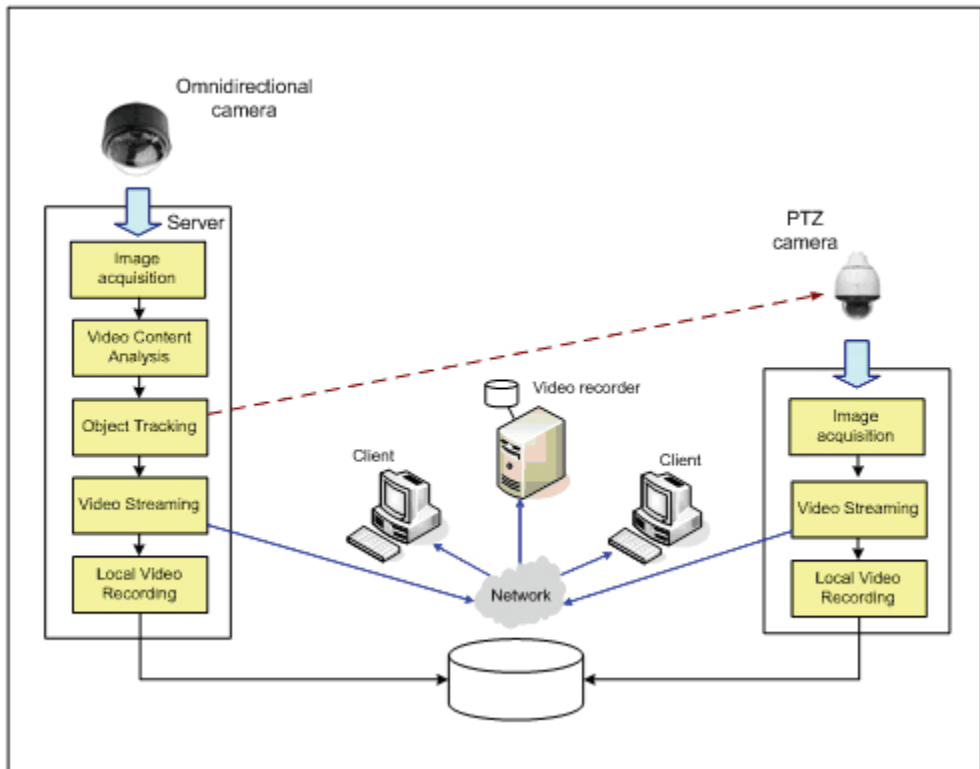 Omnidirectional
camera
Server
Image
acquisition
Video Content
Analysis
Object Tracking
Video Streaming
Local Video
Recording
Client
Video recorder
Client
Network
PTZ
camera
Image
acquisition
Video Streaming
Local Video
Recording